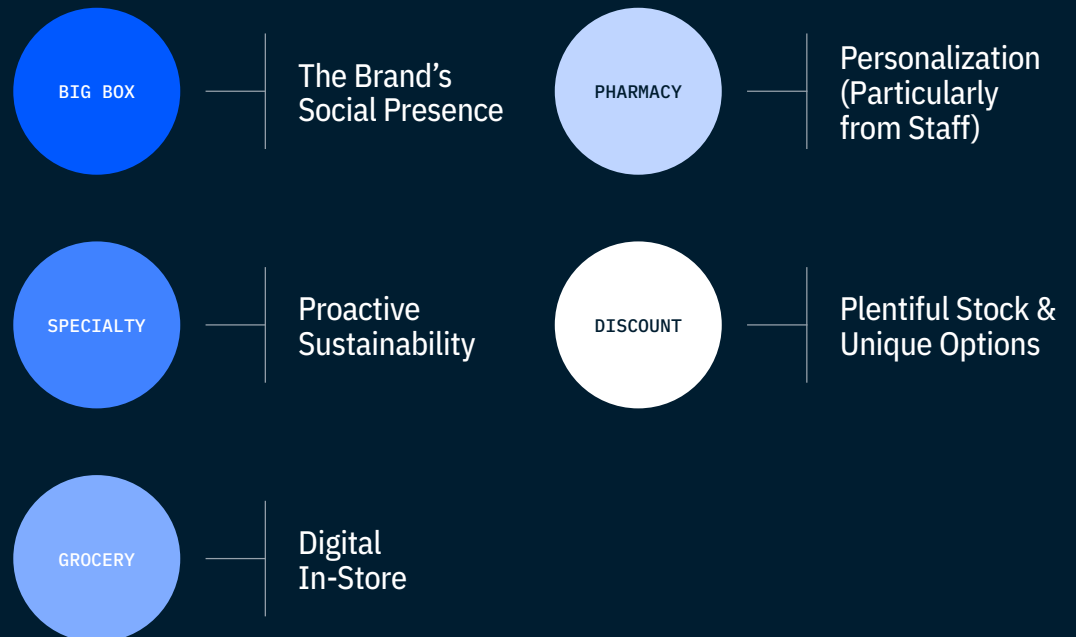 BIG BOX
The Brand’s
Social Presence
PHARMACY
Personalization
(Particularly
from Staff)
SPECIALTY
Proactive
Sustainability
DISCOUNT
Plentiful Stock &
Unique Options
GROCERY
Digital
In-Store